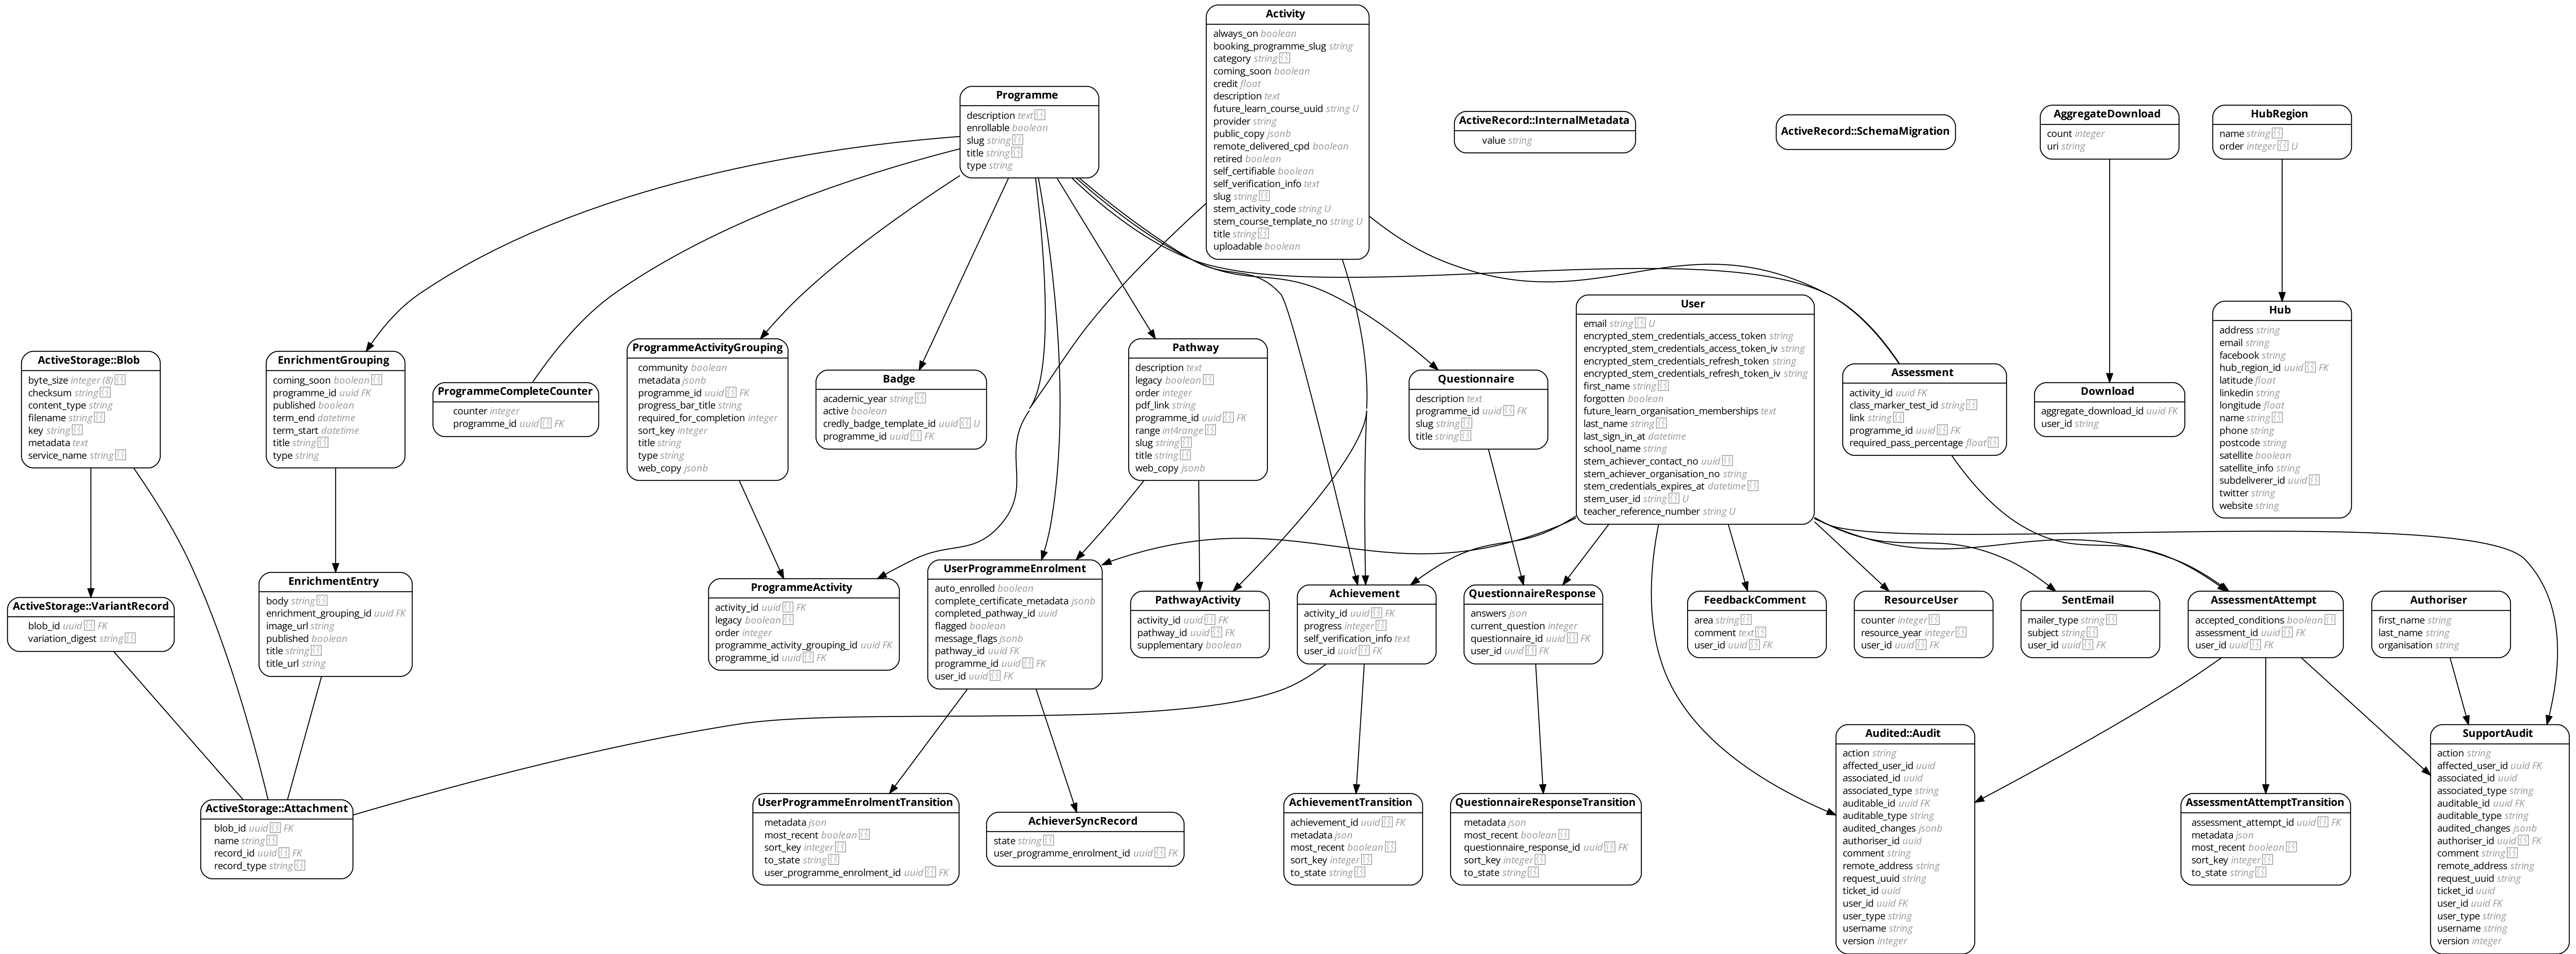 Activity
always_on boolean
booking_programme_slug string
category string
coming_soon boolean
credit float
description text
future_learn_course_uuid string U
provider string
public_copy jsonb
remote_delivered_cpd boolean
retired boolean
self_certifiable boolean
self_verification_info text
slug string
stem_activity_code string U
stem_course_template_no string U
title string
uploadable boolean
Programme
description text
enrollable boolean
slug string
title string
type string
ActiveRecord::InternalMetadata
value string
ActiveRecord::SchemaMigration
AggregateDownload
count integer
uri string
HubRegion
name string
order integer U
ActiveStorage::Blob
byte_size integer (8)
checksum string
content_type string
filename string
key string
metadata text
service_name string
EnrichmentGrouping
coming_soon boolean
programme_id uuid FK
published boolean
term_end datetime
term_start datetime
title string
type string
ProgrammeCompleteCounter
counter integer
programme_id uuid FK
ProgrammeActivityGrouping
community boolean
metadata jsonb
programme_id uuid FK
progress_bar_title string
required_for_completion integer
sort_key integer
title string
type string
web_copy jsonb
Badge
academic_year string
active boolean
credly_badge_template_id uuid U
programme_id uuid FK
Pathway
description text
legacy boolean
order integer
pdf_link string
programme_id uuid FK
range int4range
slug string
title string
web_copy jsonb
Questionnaire
description text
programme_id uuid FK
slug string
title string
User
email string U
encrypted_stem_credentials_access_token string
encrypted_stem_credentials_access_token_iv string
encrypted_stem_credentials_refresh_token string
encrypted_stem_credentials_refresh_token_iv string
first_name string
forgotten boolean
future_learn_organisation_memberships text
last_name string
last_sign_in_at datetime
school_name string
stem_achiever_contact_no uuid
stem_achiever_organisation_no string
stem_credentials_expires_at datetime
stem_user_id string U
teacher_reference_number string U
Assessment
activity_id uuid FK
class_marker_test_id string
link string
programme_id uuid FK
required_pass_percentage float
Download
aggregate_download_id uuid FK
user_id string
Hub
address string
email string
facebook string
hub_region_id uuid FK
latitude float
linkedin string
longitude float
name string
phone string
postcode string
satellite boolean
satellite_info string
subdeliverer_id uuid
twitter string
website string
ActiveStorage::VariantRecord
blob_id uuid FK
variation_digest string
EnrichmentEntry
body string
enrichment_grouping_id uuid FK
image_url string
published boolean
title string
title_url string
ProgrammeActivity
activity_id uuid FK
legacy boolean
order integer
programme_activity_grouping_id uuid FK
programme_id uuid FK
UserProgrammeEnrolment
auto_enrolled boolean
complete_certificate_metadata jsonb
completed_pathway_id uuid
flagged boolean
message_flags jsonb
pathway_id uuid FK
programme_id uuid FK
user_id uuid FK
PathwayActivity
activity_id uuid FK
pathway_id uuid FK
supplementary boolean
Achievement
activity_id uuid FK
progress integer
self_verification_info text
user_id uuid FK
QuestionnaireResponse
answers json
current_question integer
questionnaire_id uuid FK
user_id uuid FK
FeedbackComment
area string
comment text
user_id uuid FK
ResourceUser
counter integer
resource_year integer
user_id uuid FK
SentEmail
mailer_type string
subject string
user_id uuid FK
AssessmentAttempt
accepted_conditions boolean
assessment_id uuid FK
user_id uuid FK
Authoriser
first_name string
last_name string
organisation string
ActiveStorage::Attachment
blob_id uuid FK
name string
record_id uuid FK
record_type string
UserProgrammeEnrolmentTransition
metadata json
most_recent boolean
sort_key integer
to_state string
user_programme_enrolment_id uuid FK
AchieverSyncRecord
state string
user_programme_enrolment_id uuid FK
AchievementTransition
achievement_id uuid FK
metadata json
most_recent boolean
sort_key integer
to_state string
QuestionnaireResponseTransition
metadata json
most_recent boolean
questionnaire_response_id uuid FK
sort_key integer
to_state string
Audited::Audit
action string
affected_user_id uuid
associated_id uuid
associated_type string
auditable_id uuid FK
auditable_type string
audited_changes jsonb
authoriser_id uuid
comment string
remote_address string
request_uuid string
ticket_id uuid
user_id uuid FK
user_type string
username string
version integer
AssessmentAttemptTransition
assessment_attempt_id uuid FK
metadata json
most_recent boolean
sort_key integer
to_state string
SupportAudit
action string
affected_user_id uuid FK
associated_id uuid
associated_type string
auditable_id uuid FK
auditable_type string
audited_changes jsonb
authoriser_id uuid FK
comment string
remote_address string
request_uuid string
ticket_id uuid
user_id uuid FK
user_type string
username string
version integer